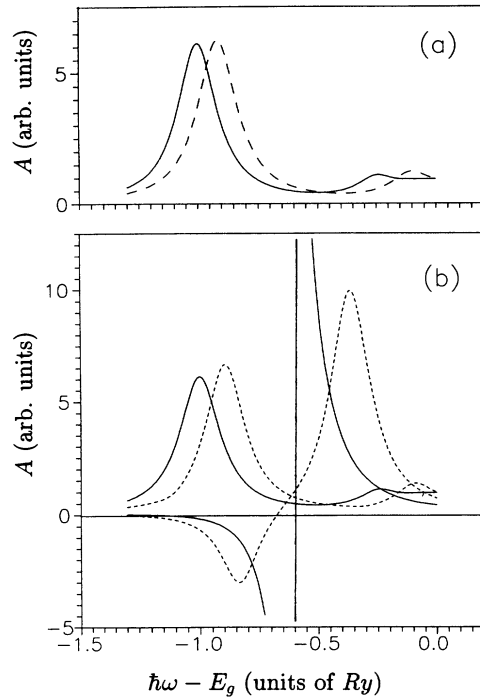 (a)
A (arb. units)
5
0
(b)
A (arb. units)
10
5
0
−5
−1.5
−1.0
−0.5
0.0
ħω − E_g (units of Ry)